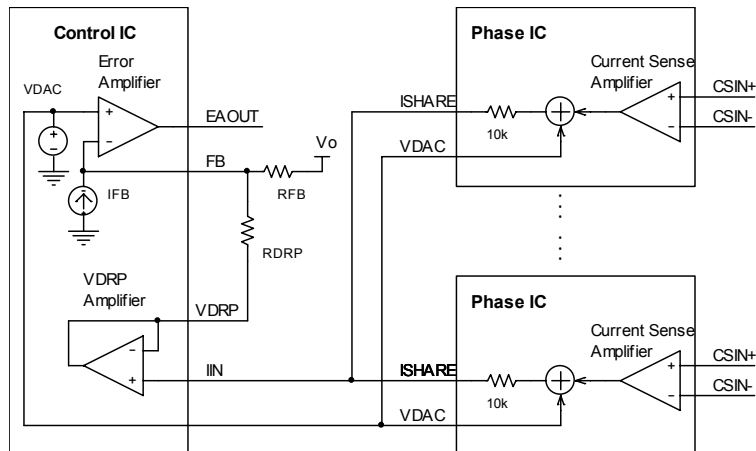 Control IC
Error
Amplifier
VDAC
+
-
EAOUT
+
-
FB
Vo
IFB
RFB
RDRP
VDRP
Amplifier
VDRP
-
+
IIN
Phase IC
Current Sense
Amplifier
CSIN+
+
ISHARE
10k
-
CSIN-
VDAC
Phase IC
Current Sense
Amplifier
CSIN+
+
ISHARE
10k
-
CSIN-
VDAC